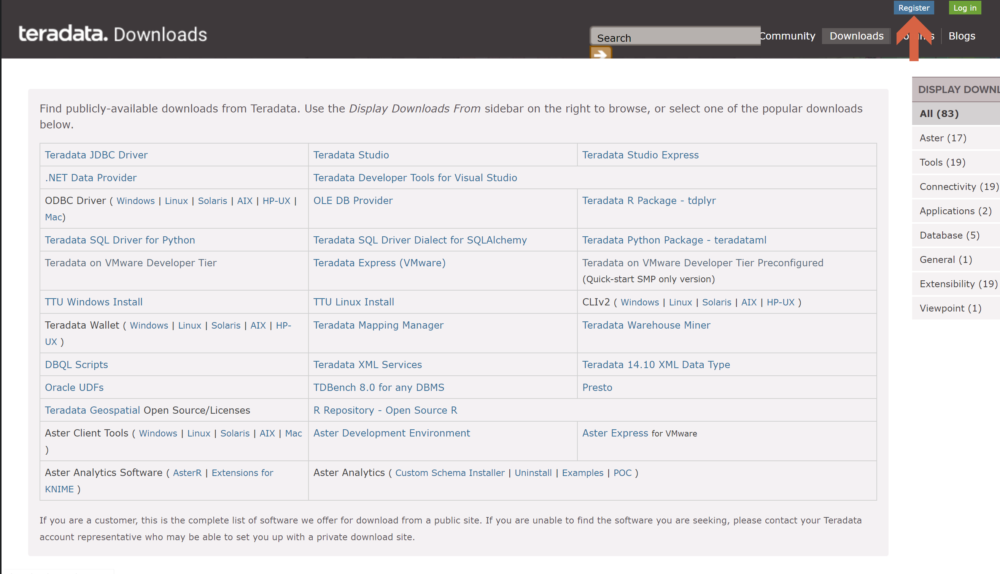 Register
Log in
teradata. Downloads
Search
Community
Downloads
Blogs
Find publicly-available downloads from Teradata. Use the Display Downloads From sidebar on the right to browse, or select one of the popular downloads
below.
Teradata JDBC Driver
Teradata Studio
Teradata Studio Express
.NET Data Provider
Teradata Developer Tools for Visual Studio
ODBC Driver ( Windows | Linux | Solaris | AIX | HP-UX |
Mac)
OLE DB Provider
Teradata R Package - tdplyr
Teradata SQL Driver for Python
Teradata SQL Driver Dialect for SQLAlchemy
Teradata Python Package - teradataml
Teradata on VMware Developer Tier
Teradata Express (VMware)
Teradata on VMware Developer Tier Preconfigured
(Quick-start SMP only version)
TTU Windows Install
TTU Linux Install
CLIv2 ( Windows | Linux | Solaris | AIX | HP-UX )
Teradata Wallet ( Windows | Linux | Solaris | AIX | HP-
UX )
Teradata Mapping Manager
Teradata Warehouse Miner
DBQL Scripts
Teradata XML Services
Teradata 14.10 XML Data Type
Oracle UDFs
TDBench 8.0 for any DBMS
Presto
Teradata Geospatial Open Source/Licenses
R Repository - Open Source R
Aster Client Tools ( Windows | Linux | Solaris | AIX | Mac
)
Aster Development Environment
Aster Express for VMware
Aster Analytics Software ( AsterR | Extensions for
KNIME )
Aster Analytics ( Custom Schema Installer | Uninstall | Examples | POC )
If you are a customer, this is the complete list of software we offer for download from a public site. If you are unable to find the software you are seeking, please contact your Teradata
account representative who may be able to set you up with a private download site.
DISPLAY DOWNL
All (83)
Aster (17)
Tools (19)
Connectivity (19)
Applications (2)
Database (5)
General (1)
Extensibility (19)
Viewpoint (1)